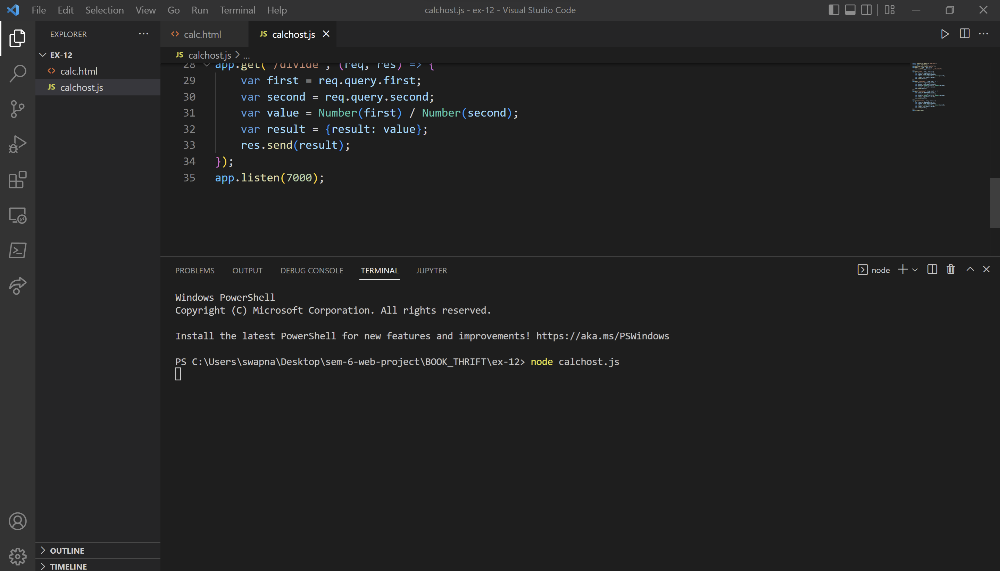 File Edit Selection View Go Run Terminal Help
calchost.js - ex-12 - Visual Studio Code
EXPLORER
EX-12
calc.html
JS calchost.js
OUTLINE
TIMELINE
calc.html
JS calchost.js
JS calchost.js > ...
28 app.get("/divide", (req, res) => {
29 var first = req.query.first;
30 var second = req.query.second;
31 var value = Number(first) / Number(second);
32 var result = {result: value};
33 res.send(result);
34 });
35 app.listen(7000);
PROBLEMS OUTPUT DEBUG CONSOLE TERMINAL JUPYTER
node
Windows PowerShell
Copyright (C) Microsoft Corporation. All rights reserved.
Install the latest PowerShell for new features and improvements! https://aka.ms/PSWindows
PS C:\Users\swapna\Desktop\sem-6-web-project\BOOK_THRIFT\ex-12> node calchost.js